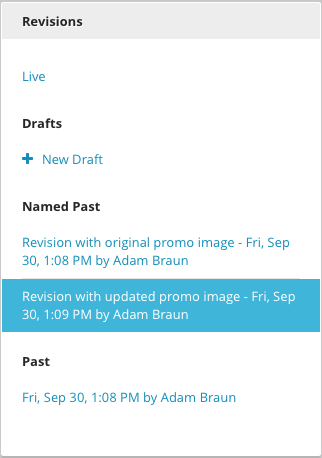 Revisions
Live
Drafts
+ New Draft
Named Past
Revision with original promo image - Fri, Sep
30, 1:08 PM by Adam Braun
Revision with updated promo image - Fri, Sep
30, 1:09 PM by Adam Braun
Past
Fri, Sep 30, 1:08 PM by Adam Braun